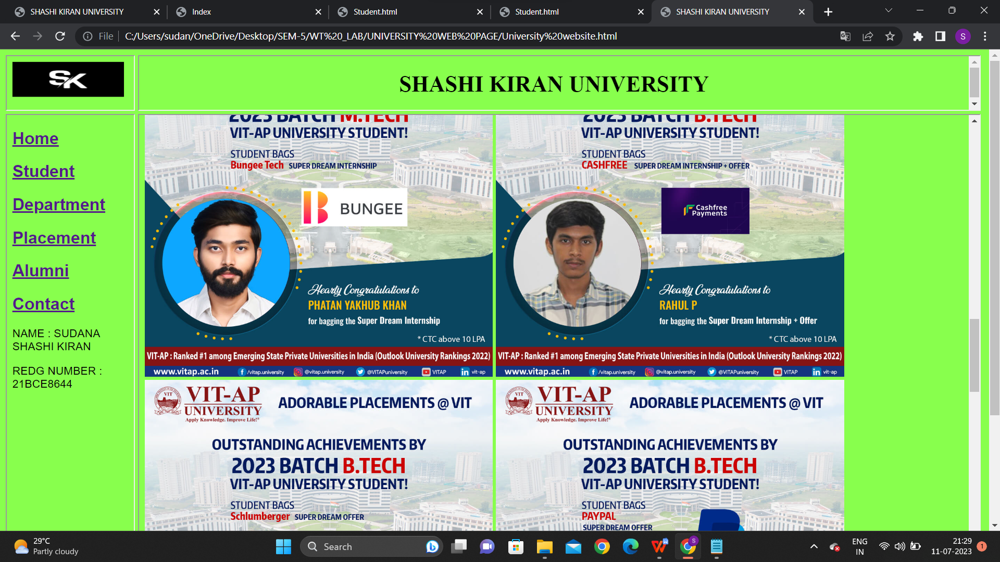 SHASHI KIRAN UNIVERSITY
Index
Student.html
Student.html
SHASHI KIRAN UNIVERSITY
File
C:/Users/sudan/OneDrive/Desktop/SEM-5/WT%20_LAB/UNIVERSITY%20WEB%20PAGE/University%20website.html
S
SK
SHASHI KIRAN UNIVERSITY
Home
Student
Department
Placement
Alumni
Contact
NAME : SUDANA
SHASHI KIRAN
REDG NUMBER :
21BCE8644
2023 BATCH M.TECH
VIT-AP UNIVERSITY STUDENT!
STUDENT BAGS
Bungee Tech SUPER DREAM INTERNSHIP
BUNGEE
Hearty Congratulations to
PHATAN YAKHUB KHAN
for bagging the Super Dream Internship
* CTC above 10 LPA
VIT-AP : Ranked #1 among Emerging State Private Universities in India (Outlook University Rankings 2022)
www.vitap.ac.in /vitap.university @vitap.university @VITAPuniversity VITAP vit-ap
2023 BATCH B.TECH
VIT-AP UNIVERSITY STUDENT!
STUDENT BAGS
CASHFREE SUPER DREAM INTERNSHIP + OFFER
Cashfree
Payments
Hearty Congratulations to
RAHUL P
for bagging the Super Dream Internship + Offer
* CTC above 10 LPA
VIT-AP : Ranked #1 among Emerging State Private Universities in India (Outlook University Rankings 2022)
www.vitap.ac.in /vitap.university @vitap.university @VITAPuniversity VITAP vit-ap
VIT
VIT-AP
UNIVERSITY
Apply Knowledge. Improve Life!®
ADORABLE PLACEMENTS @ VIT
OUTSTANDING ACHIEVEMENTS BY
2023 BATCH B.TECH
VIT-AP UNIVERSITY STUDENT!
STUDENT BAGS
Schlumberger SUPER DREAM OFFER
VIT
VIT-AP
UNIVERSITY
Apply Knowledge. Improve Life!®
ADORABLE PLACEMENTS @ VIT
OUTSTANDING ACHIEVEMENTS BY
2023 BATCH B.TECH
VIT-AP UNIVERSITY STUDENT!
STUDENT BAGS
PAYPAL
SUPER DREAM OFFER
29°C
Partly cloudy
Search
S
ENG
IN
21:29
11-07-2023
1